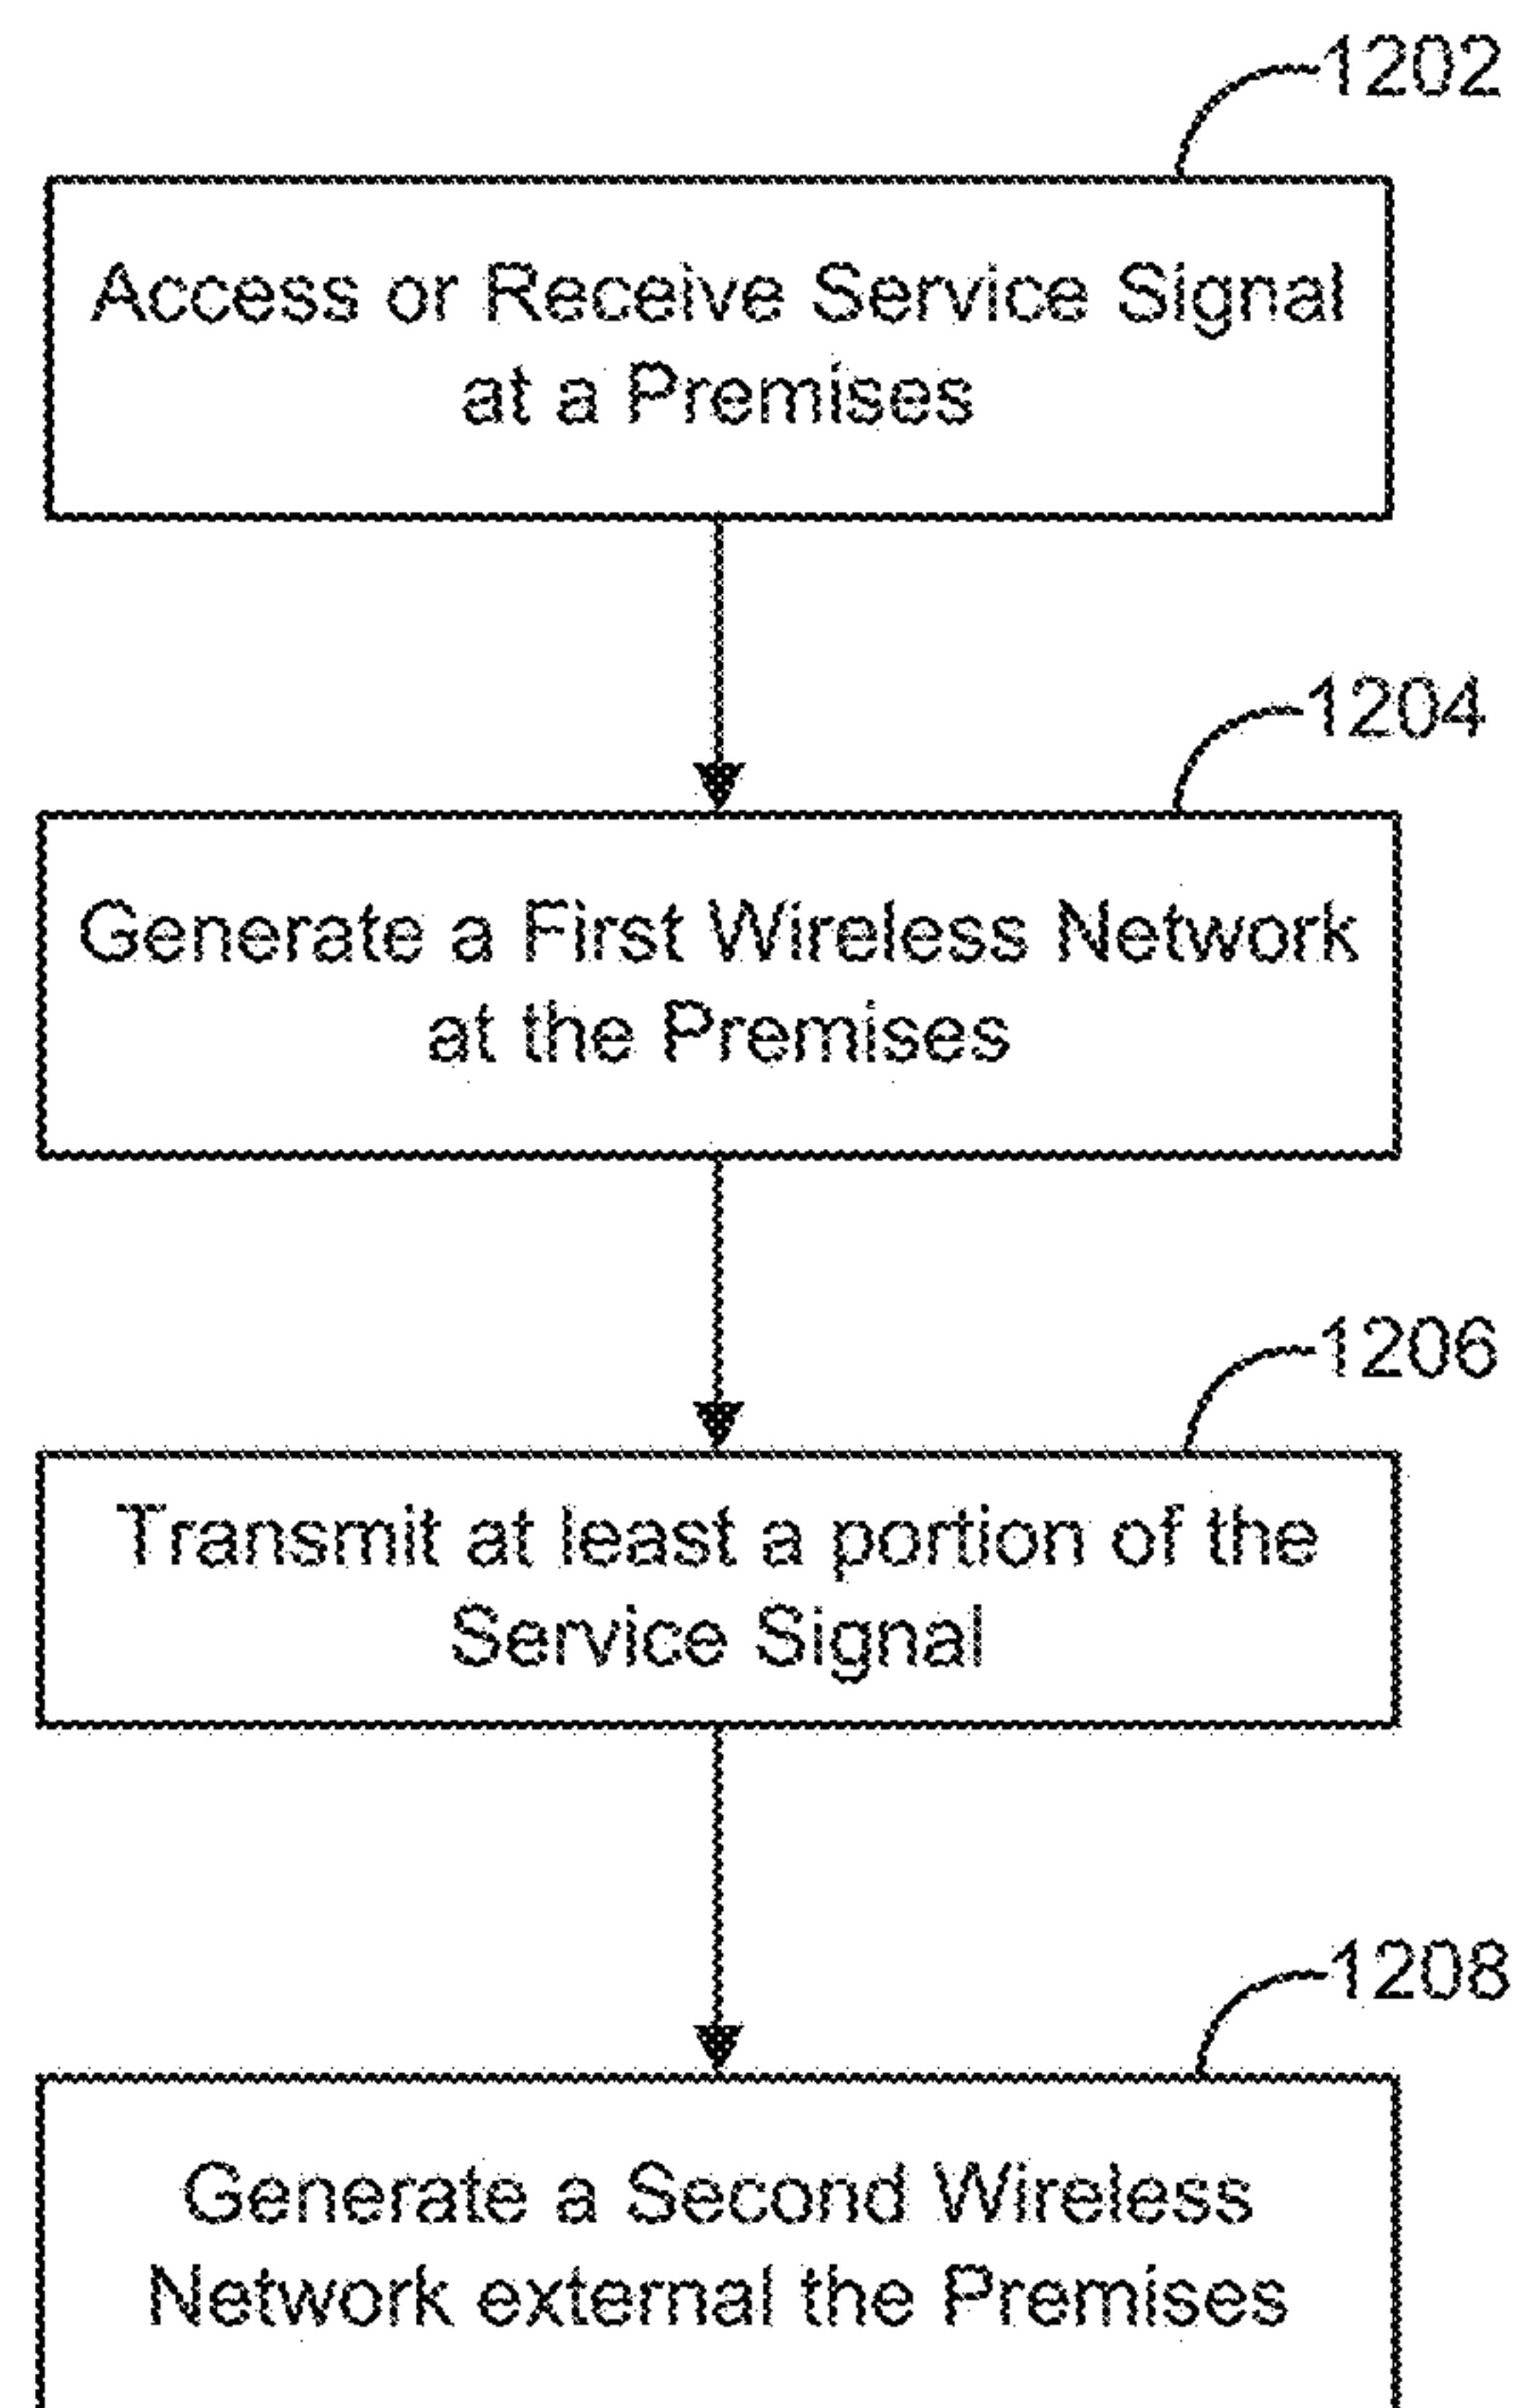 1202
Access or Receive Service Signal
at a Premises
1204
Generate a First Wireless Network
at the Premises
1206
Transmit at least a portion of the
Service Signal
1208
Generate a Second Wireless
Network external the Premises